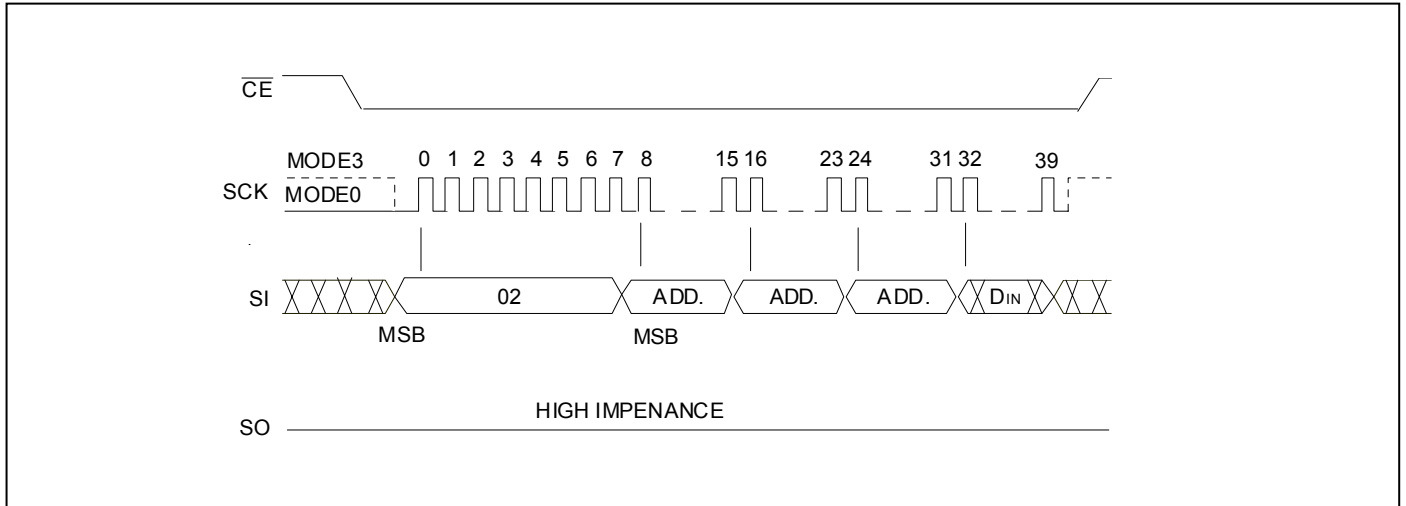 CE
MODE3 0 1 2 3 4 5 6 7 8 15 16 23 24 31 32 39
SCK MODE0
SI 02 ADD. ADD. ADD. DIN
MSB MSB
HIGH IMPENANCE
SO